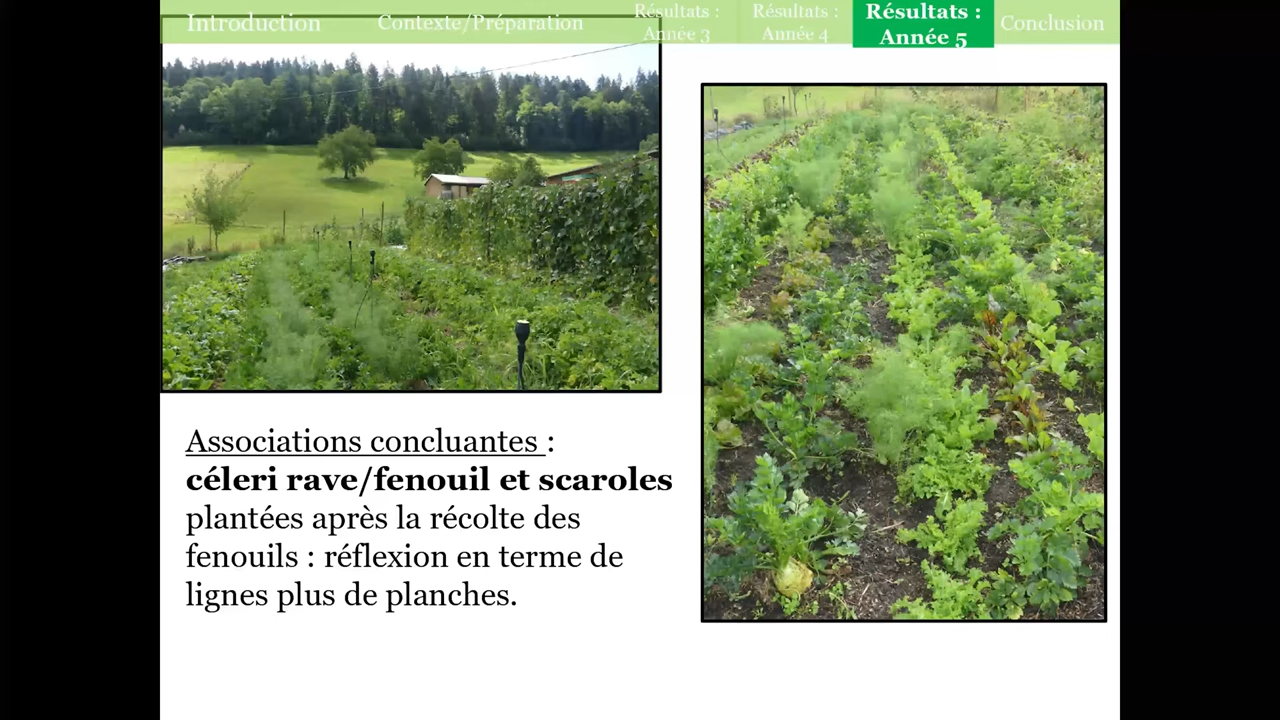 Introduction
Contexte/Préparation
Résultats :
Année 3
Résultats :
Année 4
Résultats :
Année 5
Conclusion
Associations concluantes :
céleri rave/fenouil et scaroles
plantées après la récolte des
fenouils : réflexion en terme de
lignes plus de planches.